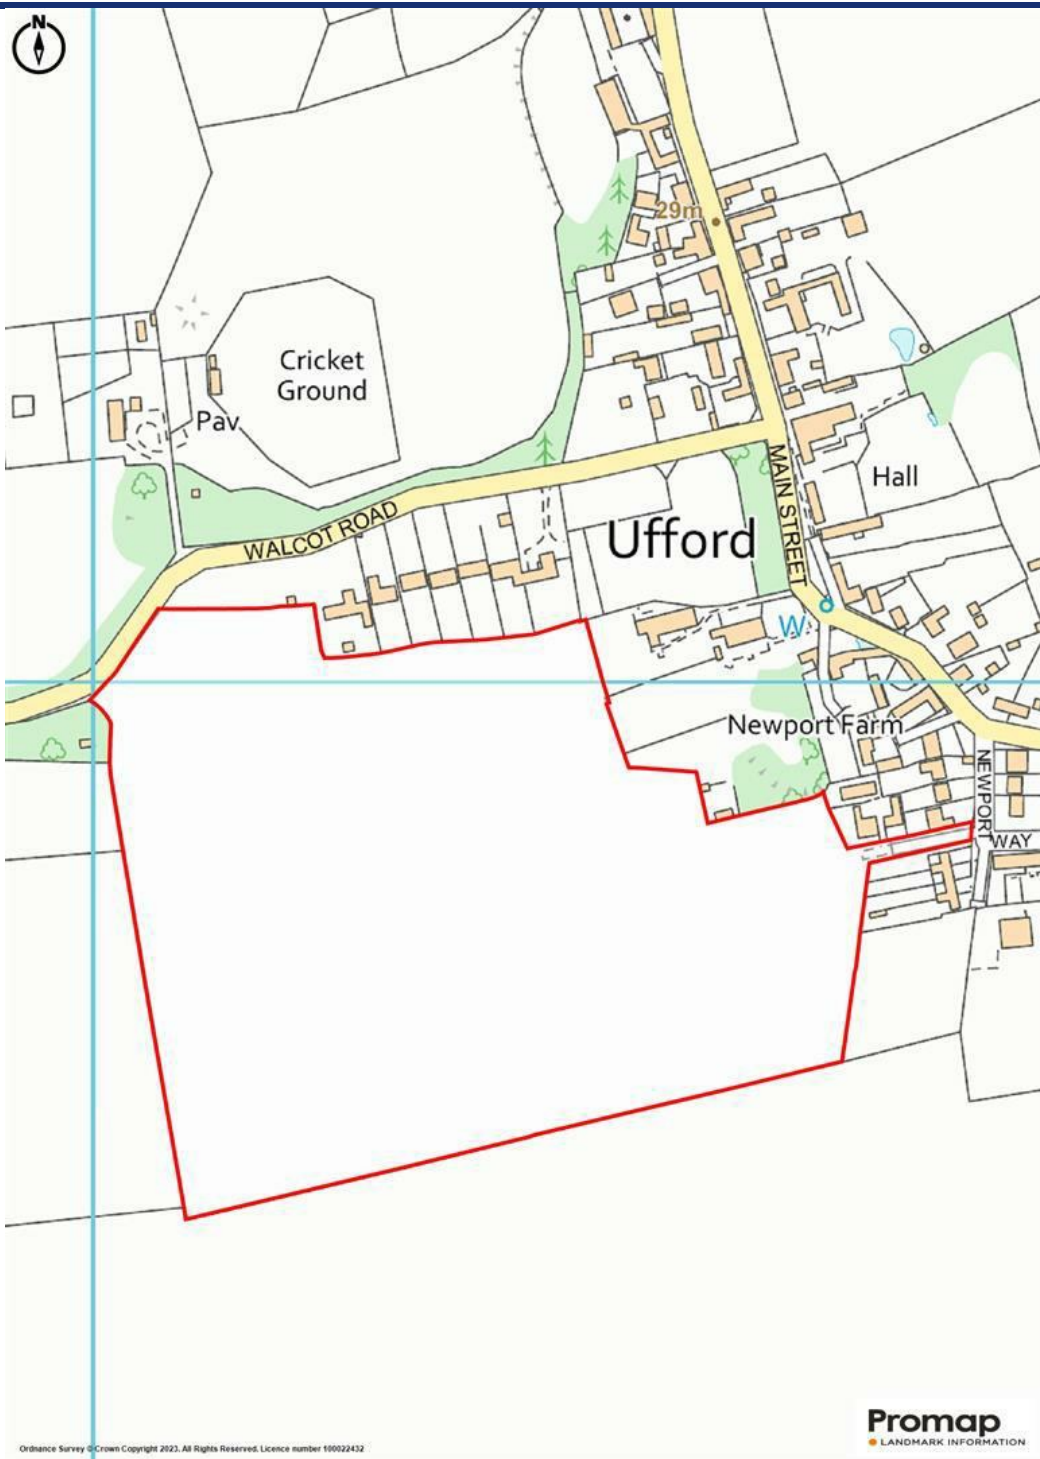 N
29m
Cricket
Ground
Pav
Hall
MAIN STREET
WALCOT ROAD
Ufford
W
Newport Farm
NEWPORT
WAY
Promap
LANDMARK INFORMATION
Ordnance Survey © Crown Copyright 2023. All Rights Reserved. Licence number 100022432